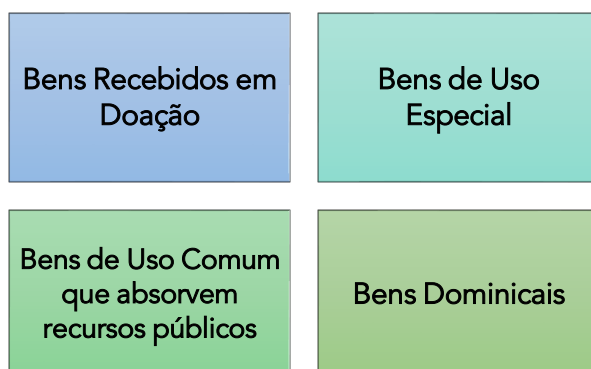 Bens Recebidos em
Doação
Bens de Uso
Especial
Bens de Uso Comum
que absorvem
recursos públicos
Bens Dominicais